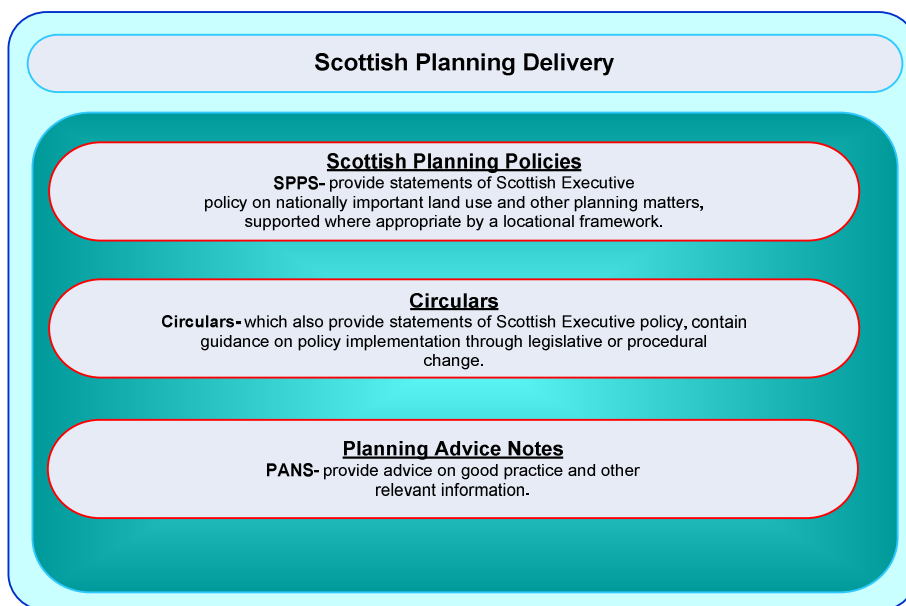 Scottish Planning Delivery
Scottish Planning Policies
SPPS- provide statements of Scottish Executive
policy on nationally important land use and other planning matters,
supported where appropriate by a locational framework.
Circulars
Circulars- which also provide statements of Scottish Executive policy, contain
guidance on policy implementation through legislative or procedural
change.
Planning Advice Notes
PANS- provide advice on good practice and other
relevant information.